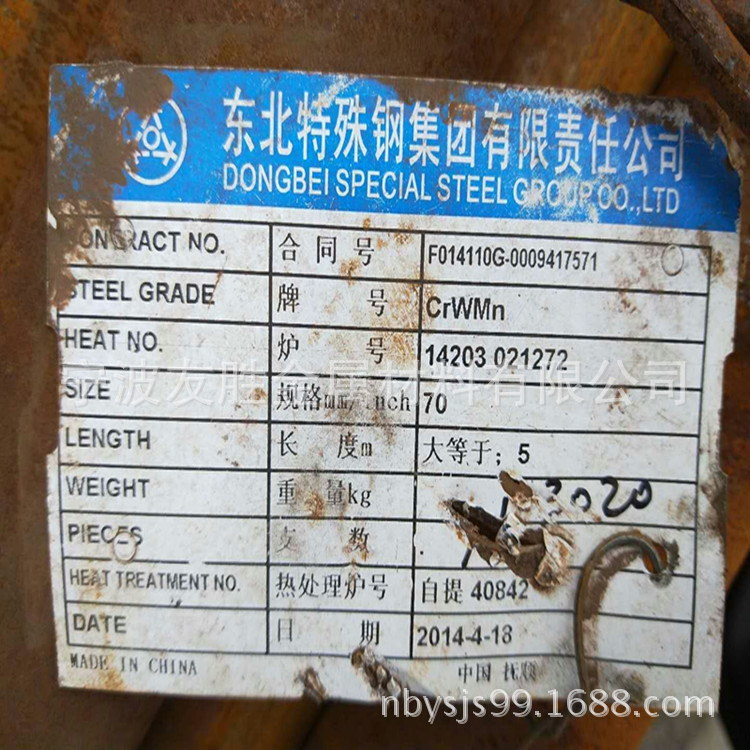 东北特殊钢集团有限责任公司
DONGBEI SPECIAL STEEL GROUP CO.,LTD
CONTRACT NO. 合同号 F014110G-0009417571
STEEL GRADE 牌号 CrWMn
HEAT NO. 炉号 14203 021272
宁波友胜金属材料有限公司
SIZE 规格mm/ nch 70
LENGTH 长度m 大等于；5
WEIGHT 重量kg 2020
PIECES 支数
HEAT TREATMENT NO. 热处理炉号 自提 40842
DATE 日期 2014-4-18
MADE IN CHINA 中国 抚顺
nbysjs99.1688.com